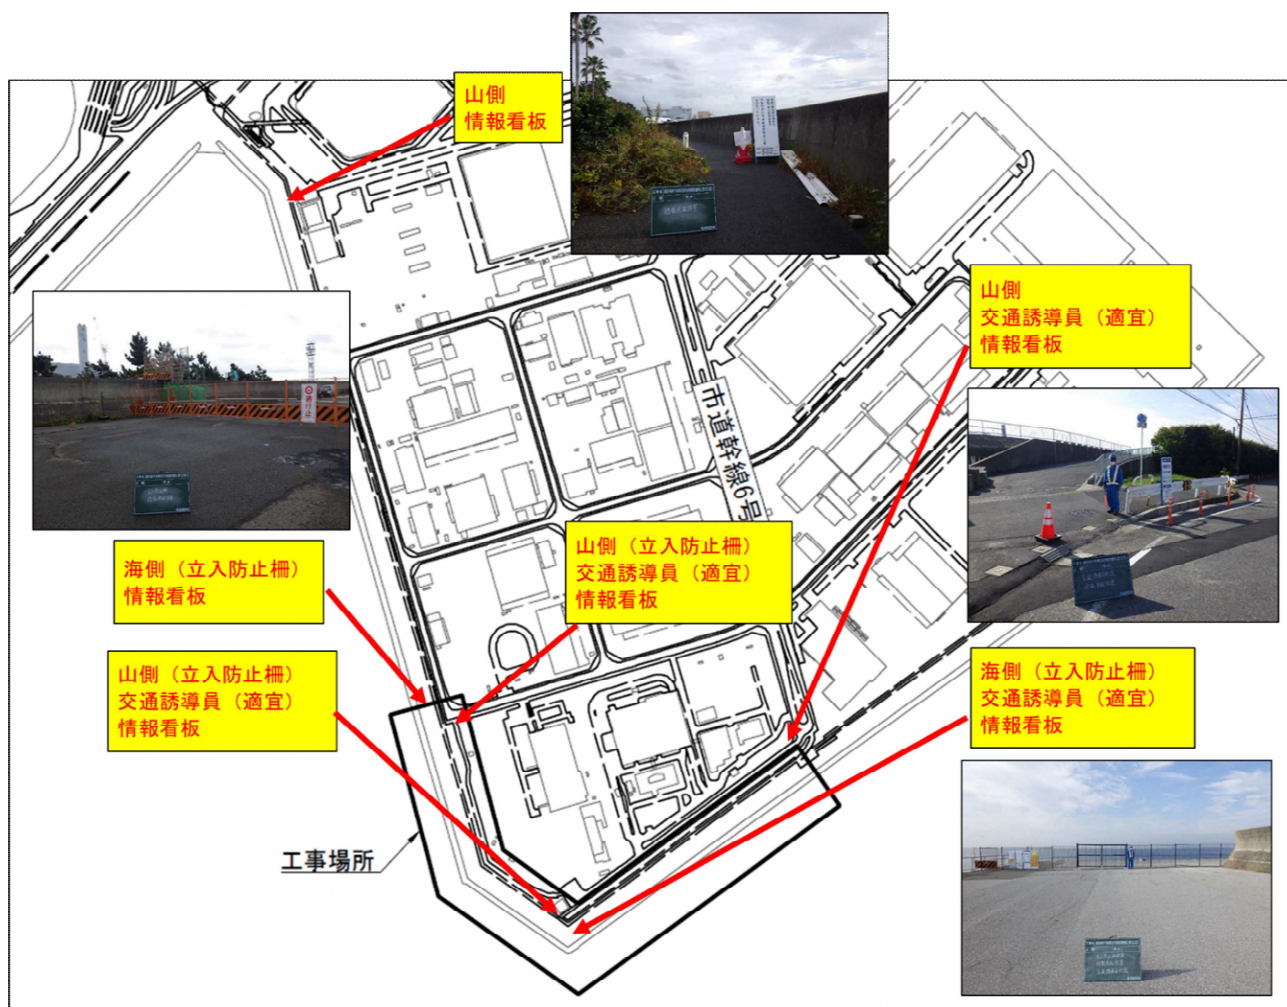 山側
情報看板
山側
交通誘導員（適宜）
情報看板
市道幹線6号
海側（立入防止柵）
情報看板
山側（立入防止柵）
交通誘導員（適宜）
情報看板
山側（立入防止柵）
交通誘導員（適宜）
情報看板
海側（立入防止柵）
交通誘導員（適宜）
情報看板
工事場所